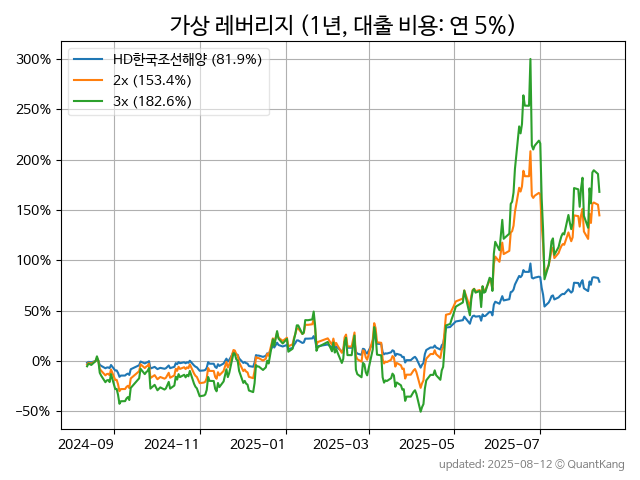 가상 레버리지 (1년, 대출 비용: 연 5%)
300%
250%
200%
150%
100%
50%
0%
−50%
HD한국조선해양 (81.9%)
2x (153.4%)
3x (182.6%)
2024-09
2024-11
2025-01
2025-03
2025-05
2025-07
updated: 2025-08-12 © QuantKang